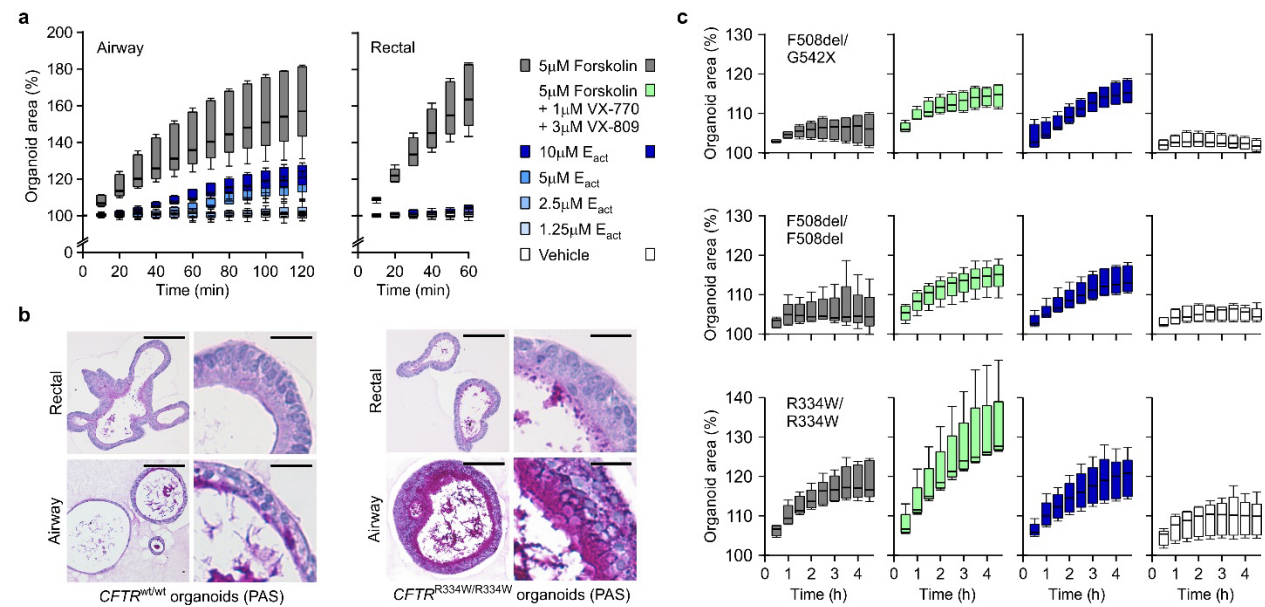 a
Airway
Organoid area (%)
200
180
160
140
120
100
0
0 20 40 60 80 100 120
Time (min)
Rectal
0 20 40 60
Time (min)
5µM Forskolin
5µM Forskolin
+ 1µM VX-770
+ 3µM VX-809
10µM Eact
5µM Eact
2.5µM Eact
1.25µM Eact
Vehicle
b
Rectal
Airway
CFTRwt/wt organoids (PAS)
Rectal
Airway
CFTRR334W/R334W organoids (PAS)
c
F508del/
G542X
Organoid area (%)
130
120
110
100
F508del/
F508del
Organoid area (%)
130
120
110
100
R334W/
R334W
Organoid area (%)
140
130
120
110
100
0 1 2 3 4 0 1 2 3 4 0 1 2 3 4 0 1 2 3 4
Time (h) Time (h) Time (h) Time (h)